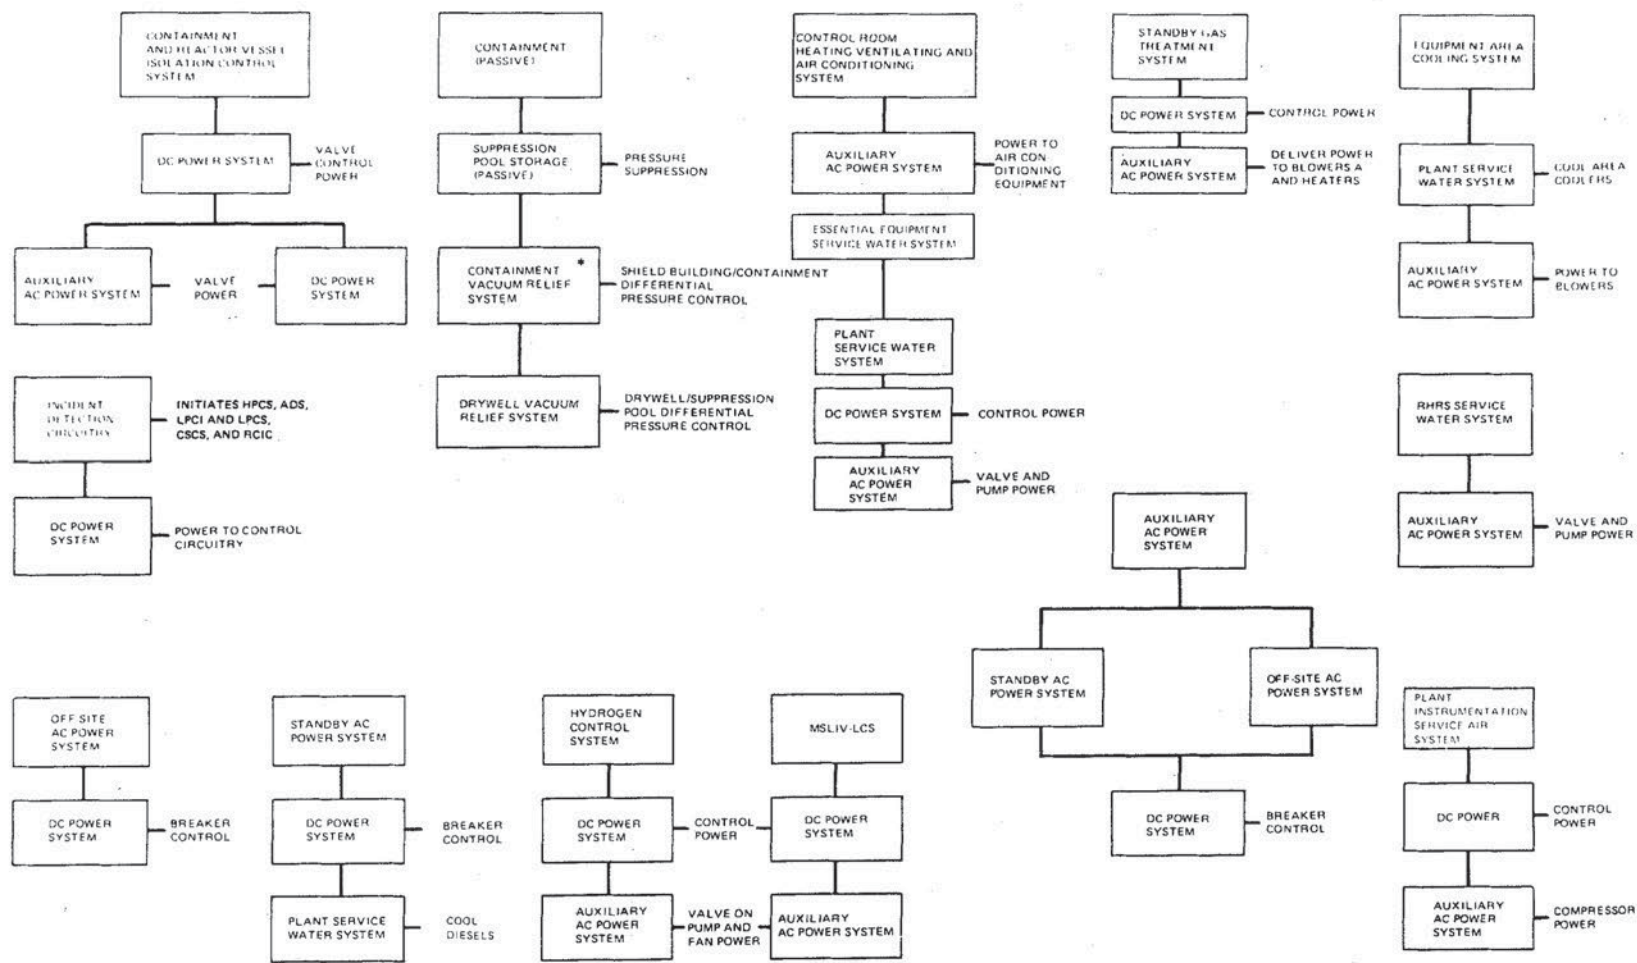 CONTAINMENT
AND REACTOR VESSEL
ISOLATION CONTROL
SYSTEM
DC POWER SYSTEM
VALVE
CONTROL
POWER
AUXILIARY
AC POWER SYSTEM
VALVE
POWER
DC POWER
SYSTEM
INCIDENT
DETECTION
CIRCUITRY
INITIATES HPCS, ADS,
LPCI AND LPCS,
CSCS, AND RCIC
DC POWER
SYSTEM
POWER TO CONTROL
CIRCUITRY
CONTAINMENT
(PASSIVE)
SUPPRESSION
POOL STORAGE
(PASSIVE)
PRESSURE
SUPPRESSION
CONTAINMENT *
VACUUM RELIEF
SYSTEM
SHIELD BUILDING/CONTAINMENT
DIFFERENTIAL
PRESSURE CONTROL
DRYWELL VACUUM
RELIEF SYSTEM
DRYWELL/SUPPRESSION
POOL DIFFERENTIAL
PRESSURE CONTROL
CONTROL ROOM
HEATING VENTILATING AND
AIR CONDITIONING
SYSTEM
AUXILIARY
AC POWER SYSTEM
POWER TO
AIR CON-
DITIONING
EQUIPMENT
ESSENTIAL EQUIPMENT
SERVICE WATER SYSTEM
PLANT
SERVICE WATER
SYSTEM
DC POWER SYSTEM
CONTROL POWER
AUXILIARY
AC POWER
SYSTEM
VALVE AND
PUMP POWER
STANDBY GAS
TREATMENT
SYSTEM
DC POWER SYSTEM
CONTROL POWER
AUXILIARY
AC POWER SYSTEM
DELIVER POWER
TO BLOWERS A
AND HEATERS
EQUIPMENT AREA
COOLING SYSTEM
PLANT SERVICE
WATER SYSTEM
COOL AREA
COOLERS
AUXILIARY
AC POWER SYSTEM
POWER TO
BLOWERS
RHRS SERVICE
WATER SYSTEM
AUXILIARY
AC POWER SYSTEM
VALVE AND
PUMP POWER
AUXILIARY
AC POWER
SYSTEM
STANDBY AC
POWER SYSTEM
OFF-SITE AC
POWER SYSTEM
DC POWER
SYSTEM
BREAKER
CONTROL
OFF SITE
AC POWER
SYSTEM
DC POWER
SYSTEM
BREAKER
CONTROL
STANDBY AC
POWER SYSTEM
DC POWER
SYSTEM
BREAKER
CONTROL
PLANT SERVICE
WATER SYSTEM
COOL
DIESELS
HYDROGEN
CONTROL
SYSTEM
DC POWER
SYSTEM
CONTROL
POWER
AUXILIARY
AC POWER
SYSTEM
VALVE ON
PUMP AND
FAN POWER
MSLIV-LCS
DC POWER
SYSTEM
AUXILIARY
AC POWER SYSTEM
PLANT
INSTRUMENTATION
SERVICE AIR
SYSTEM
DC POWER
CONTROL
POWER
AUXILIARY
AC POWER
SYSTEM
COMPRESSOR
POWER